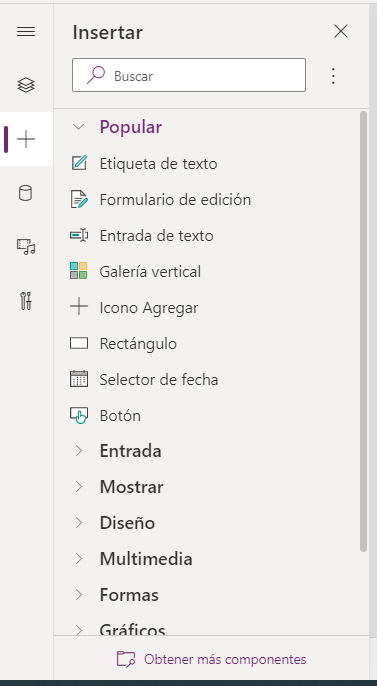 Insertar
Buscar
Popular
Etiqueta de texto
Formulario de edición
Entrada de texto
Galería vertical
Icono Agregar
Rectángulo
Selector de fecha
Botón
Entrada
Mostrar
Diseño
Multimedia
Formas
Gráficos
Obtener más componentes